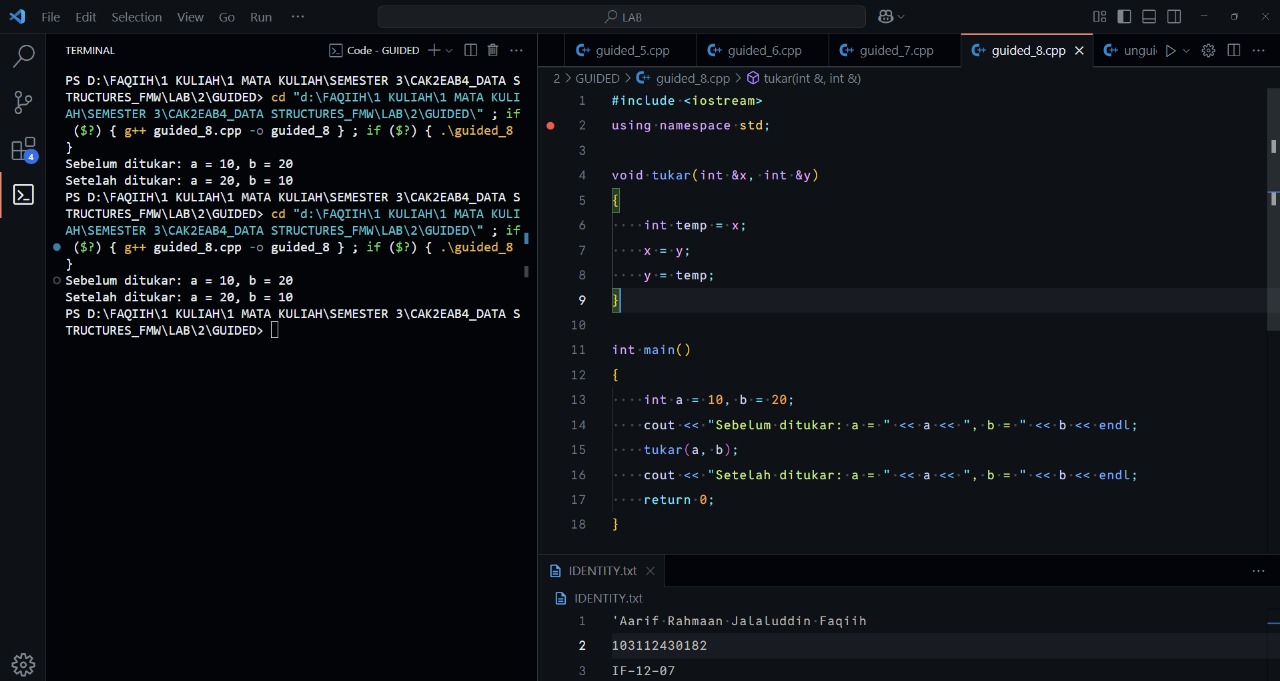 File Edit Selection View Go Run ···
LAB
TERMINAL
Code - GUIDED
PS D:\FAQIIH\1 KULIAH\1 MATA KULIAH\SEMESTER 3\CAK2EAB4_DATA S
TRUCTURES_FMW\LAB\2\GUIDED> cd "d:\FAQIIH\1 KULIAH\1 MATA KULI
AH\SEMESTER 3\CAK2EAB4_DATA STRUCTURES_FMW\LAB\2\GUIDED\" ; if
($?) { g++ guided_8.cpp -o guided_8 } ; if ($?) { .\guided_8
}
Sebelum ditukar: a = 10, b = 20
Setelah ditukar: a = 20, b = 10
PS D:\FAQIIH\1 KULIAH\1 MATA KULIAH\SEMESTER 3\CAK2EAB4_DATA S
TRUCTURES_FMW\LAB\2\GUIDED> cd "d:\FAQIIH\1 KULIAH\1 MATA KULI
AH\SEMESTER 3\CAK2EAB4_DATA STRUCTURES_FMW\LAB\2\GUIDED\" ; if
($?) { g++ guided_8.cpp -o guided_8 } ; if ($?) { .\guided_8
}
Sebelum ditukar: a = 10, b = 20
Setelah ditukar: a = 20, b = 10
PS D:\FAQIIH\1 KULIAH\1 MATA KULIAH\SEMESTER 3\CAK2EAB4_DATA S
TRUCTURES_FMW\LAB\2\GUIDED>
4
guided_5.cpp guided_6.cpp guided_7.cpp guided_8.cpp ungui
2 > GUIDED > guided_8.cpp > tukar(int &, int &)
1 #include <iostream>
2 using namespace std;
3
4 void tukar(int &x, int &y)
5 {
6     int temp = x;
7     x = y;
8     y = temp;
9 }
10
11 int main()
12 {
13     int a = 10, b = 20;
14     cout << "Sebelum ditukar: a = " << a << ", b = " << b << endl;
15     tukar(a, b);
16     cout << "Setelah ditukar: a = " << a << ", b = " << b << endl;
17     return 0;
18 }
IDENTITY.txt
IDENTITY.txt
1 'Aarif Rahmaan Jalaluddin Faqiih
2 103112430182
3 IF-12-07